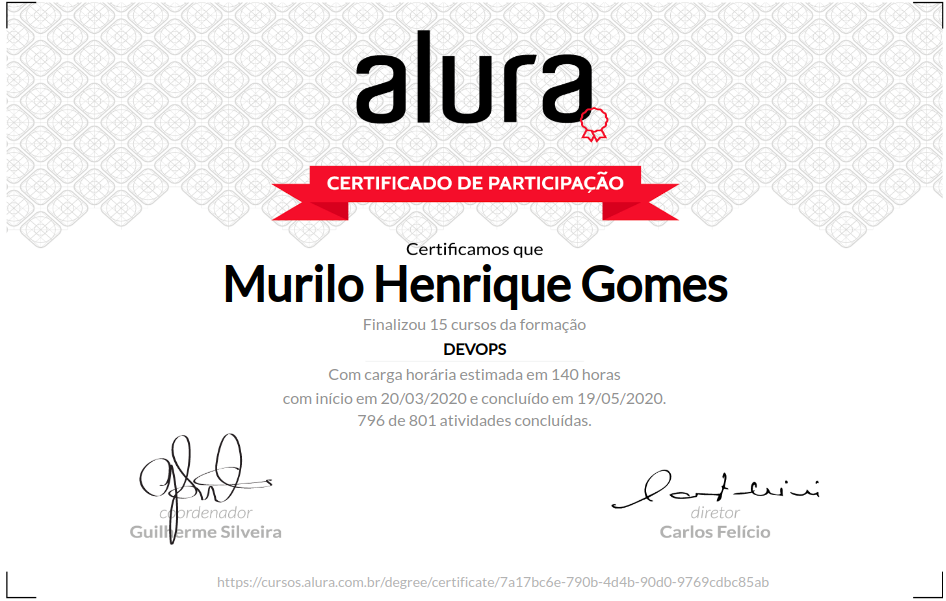 alura
CERTIFICADO DE PARTICIPAÇÃO
Certificamos que
Murilo Henrique Gomes
Finalizou 15 cursos da formação
DEVOPS
Com carga horária estimada em 140 horas
com início em 20/03/2020 e concluído em 19/05/2020.
796 de 801 atividades concluídas.
coordenador
Guilherme Silveira
diretor
Carlos Felício
https://cursos.alura.com.br/degree/certificate/7a17bc6e-790b-4d4b-90d0-9769cdbc85ab